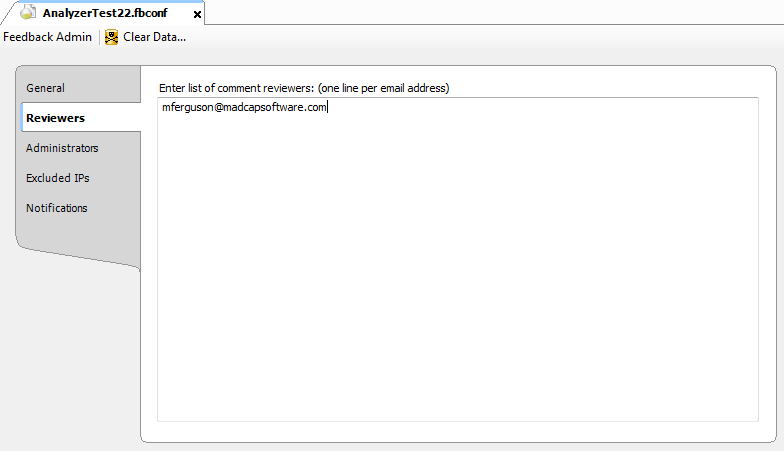 AnalyzerTest22.fbconf
Feedback Admin Clear Data...
General
Reviewers
Administrators
Excluded IPs
Notifications
Enter list of comment reviewers: (one line per email address)
mferguson@madcapsoftware.com